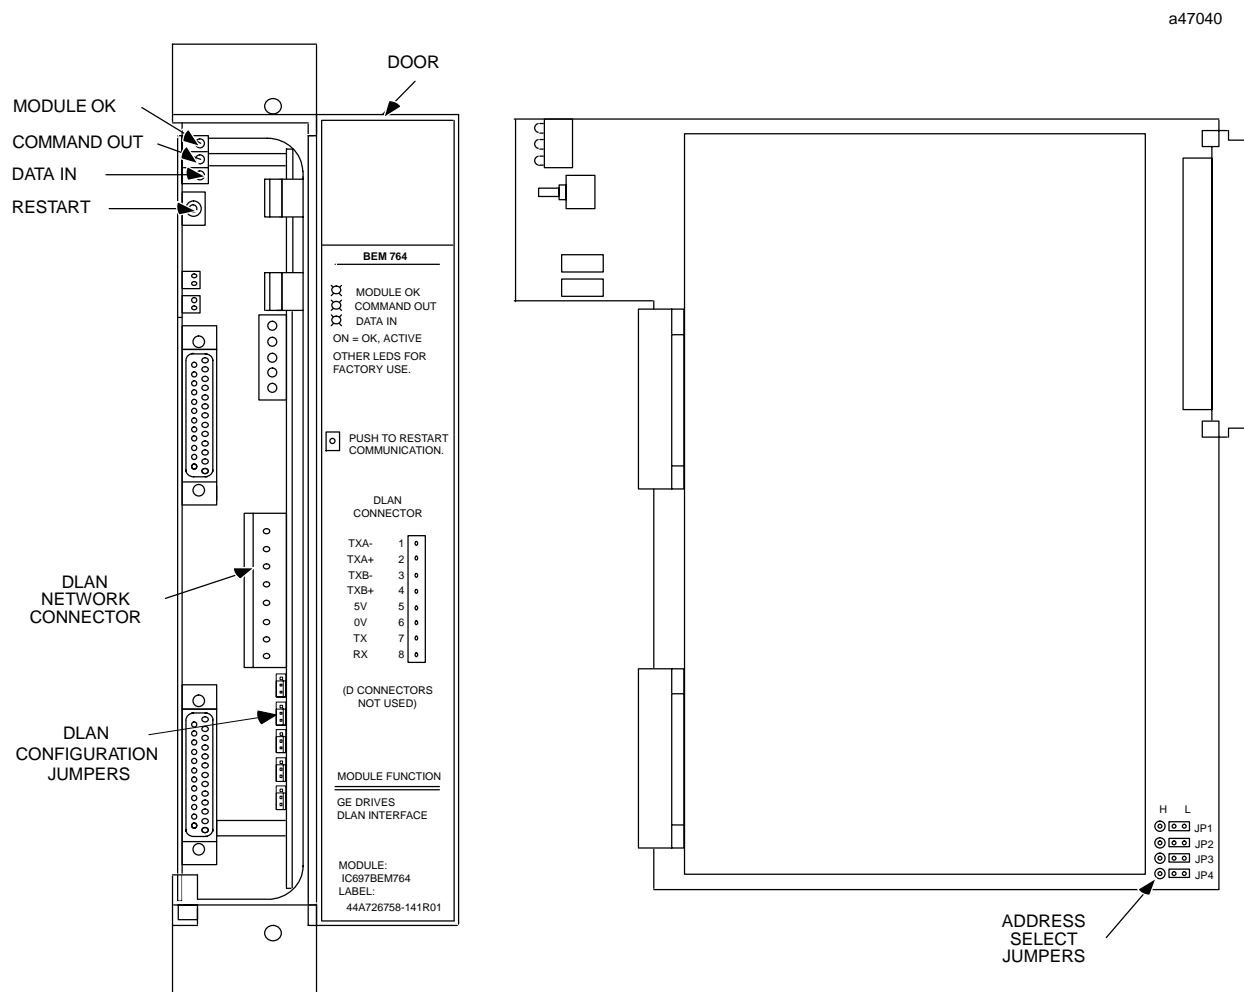 a47040
DOOR
MODULE OK
COMMAND OUT
DATA IN
RESTART
BEM 764
MODULE OK
COMMAND OUT
DATA IN
ON = OK, ACTIVE
OTHER LEDS FOR
FACTORY USE.
PUSH TO RESTART
COMMUNICATION.
DLAN
CONNECTOR
TXA- 1
TXA+ 2
TXB- 3
TXB+ 4
5V 5
0V 6
TX 7
RX 8
(D CONNECTORS
NOT USED)
DLAN
NETWORK
CONNECTOR
DLAN
CONFIGURATION
JUMPERS
MODULE FUNCTION
GE DRIVES
DLAN INTERFACE
MODULE:
IC697BEM764
LABEL:
44A726758-141R01
H L
JP1
JP2
JP3
JP4
ADDRESS
SELECT
JUMPERS